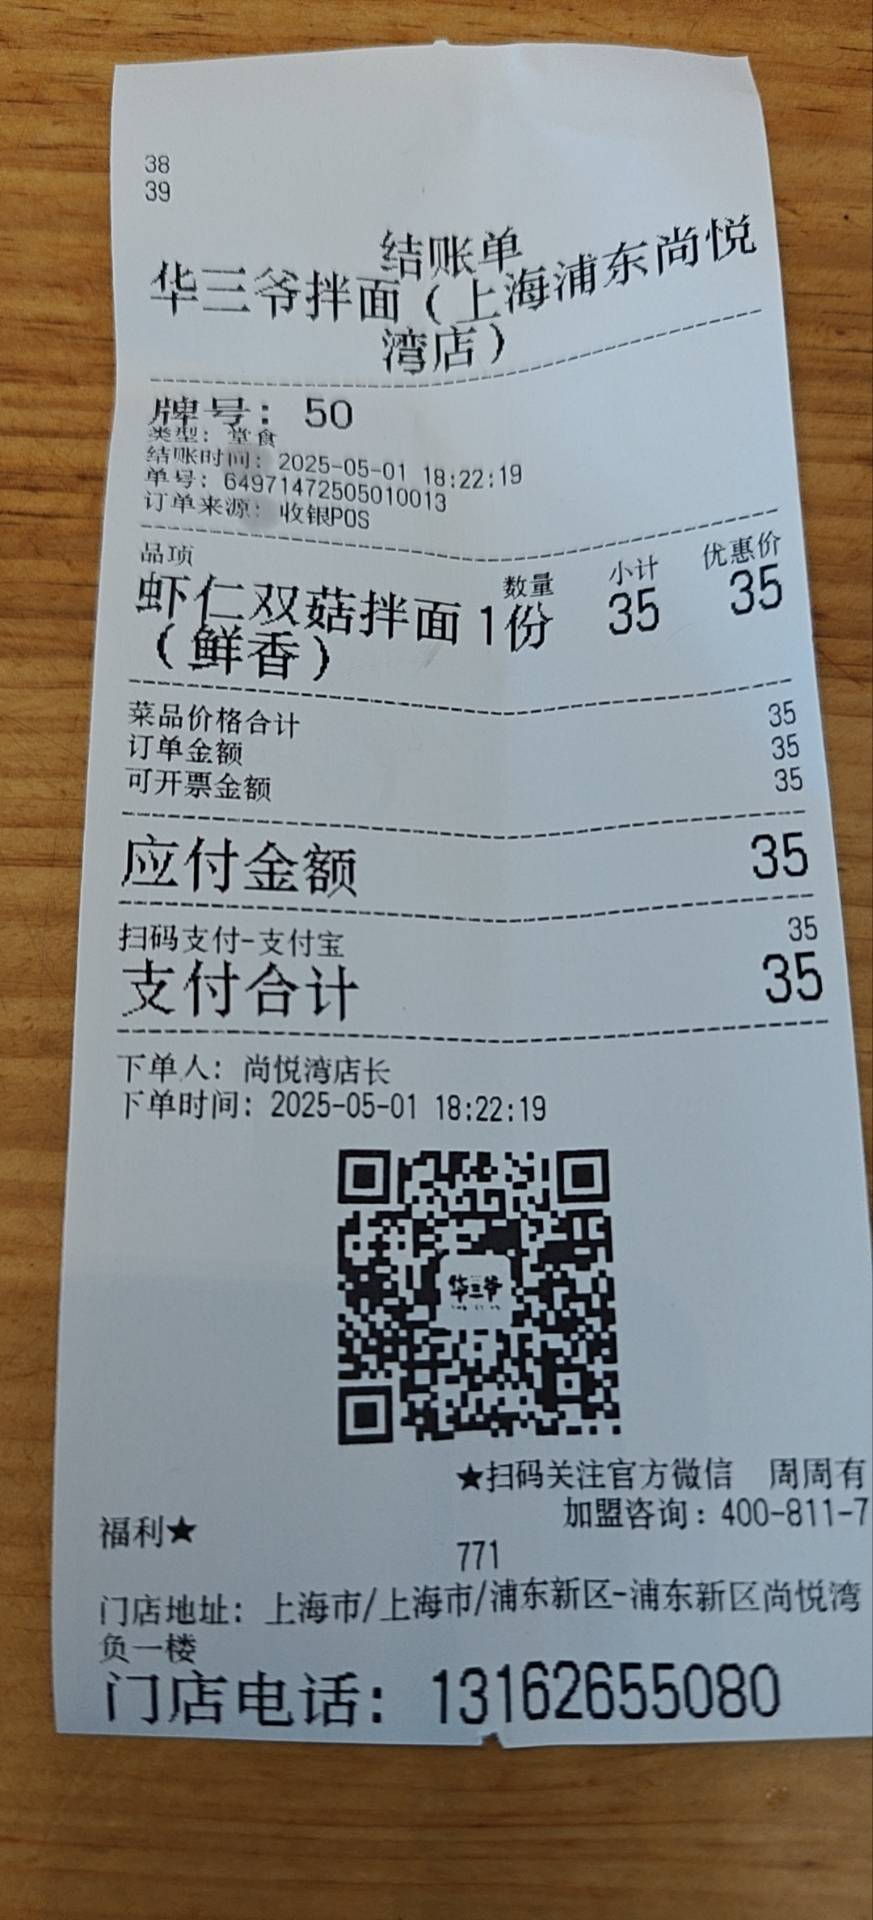 38
39
结账单
华三爷拌面（上海浦东尚悦
湾店）
牌号：50
类型：堂食
结账时间：2025-05-01 18:22:19
单号：64971472505010013
订单来源：收银POS
品项 数量 小计 优惠价
虾仁双菇拌面 1份 35 35
（鲜香）
菜品价格合计 35
订单金额 35
可开票金额 35
应付金额 35
扫码支付-支付宝 35
支付合计 35
下单人：尚悦湾店长
下单时间：2025-05-01 18:22:19
华三爷
★扫码关注官方微信 周周有
福利★ 加盟咨询：400-811-7
771
门店地址：上海市/上海市/浦东新区-浦东新区尚悦湾
负一楼
门店电话：13162655080